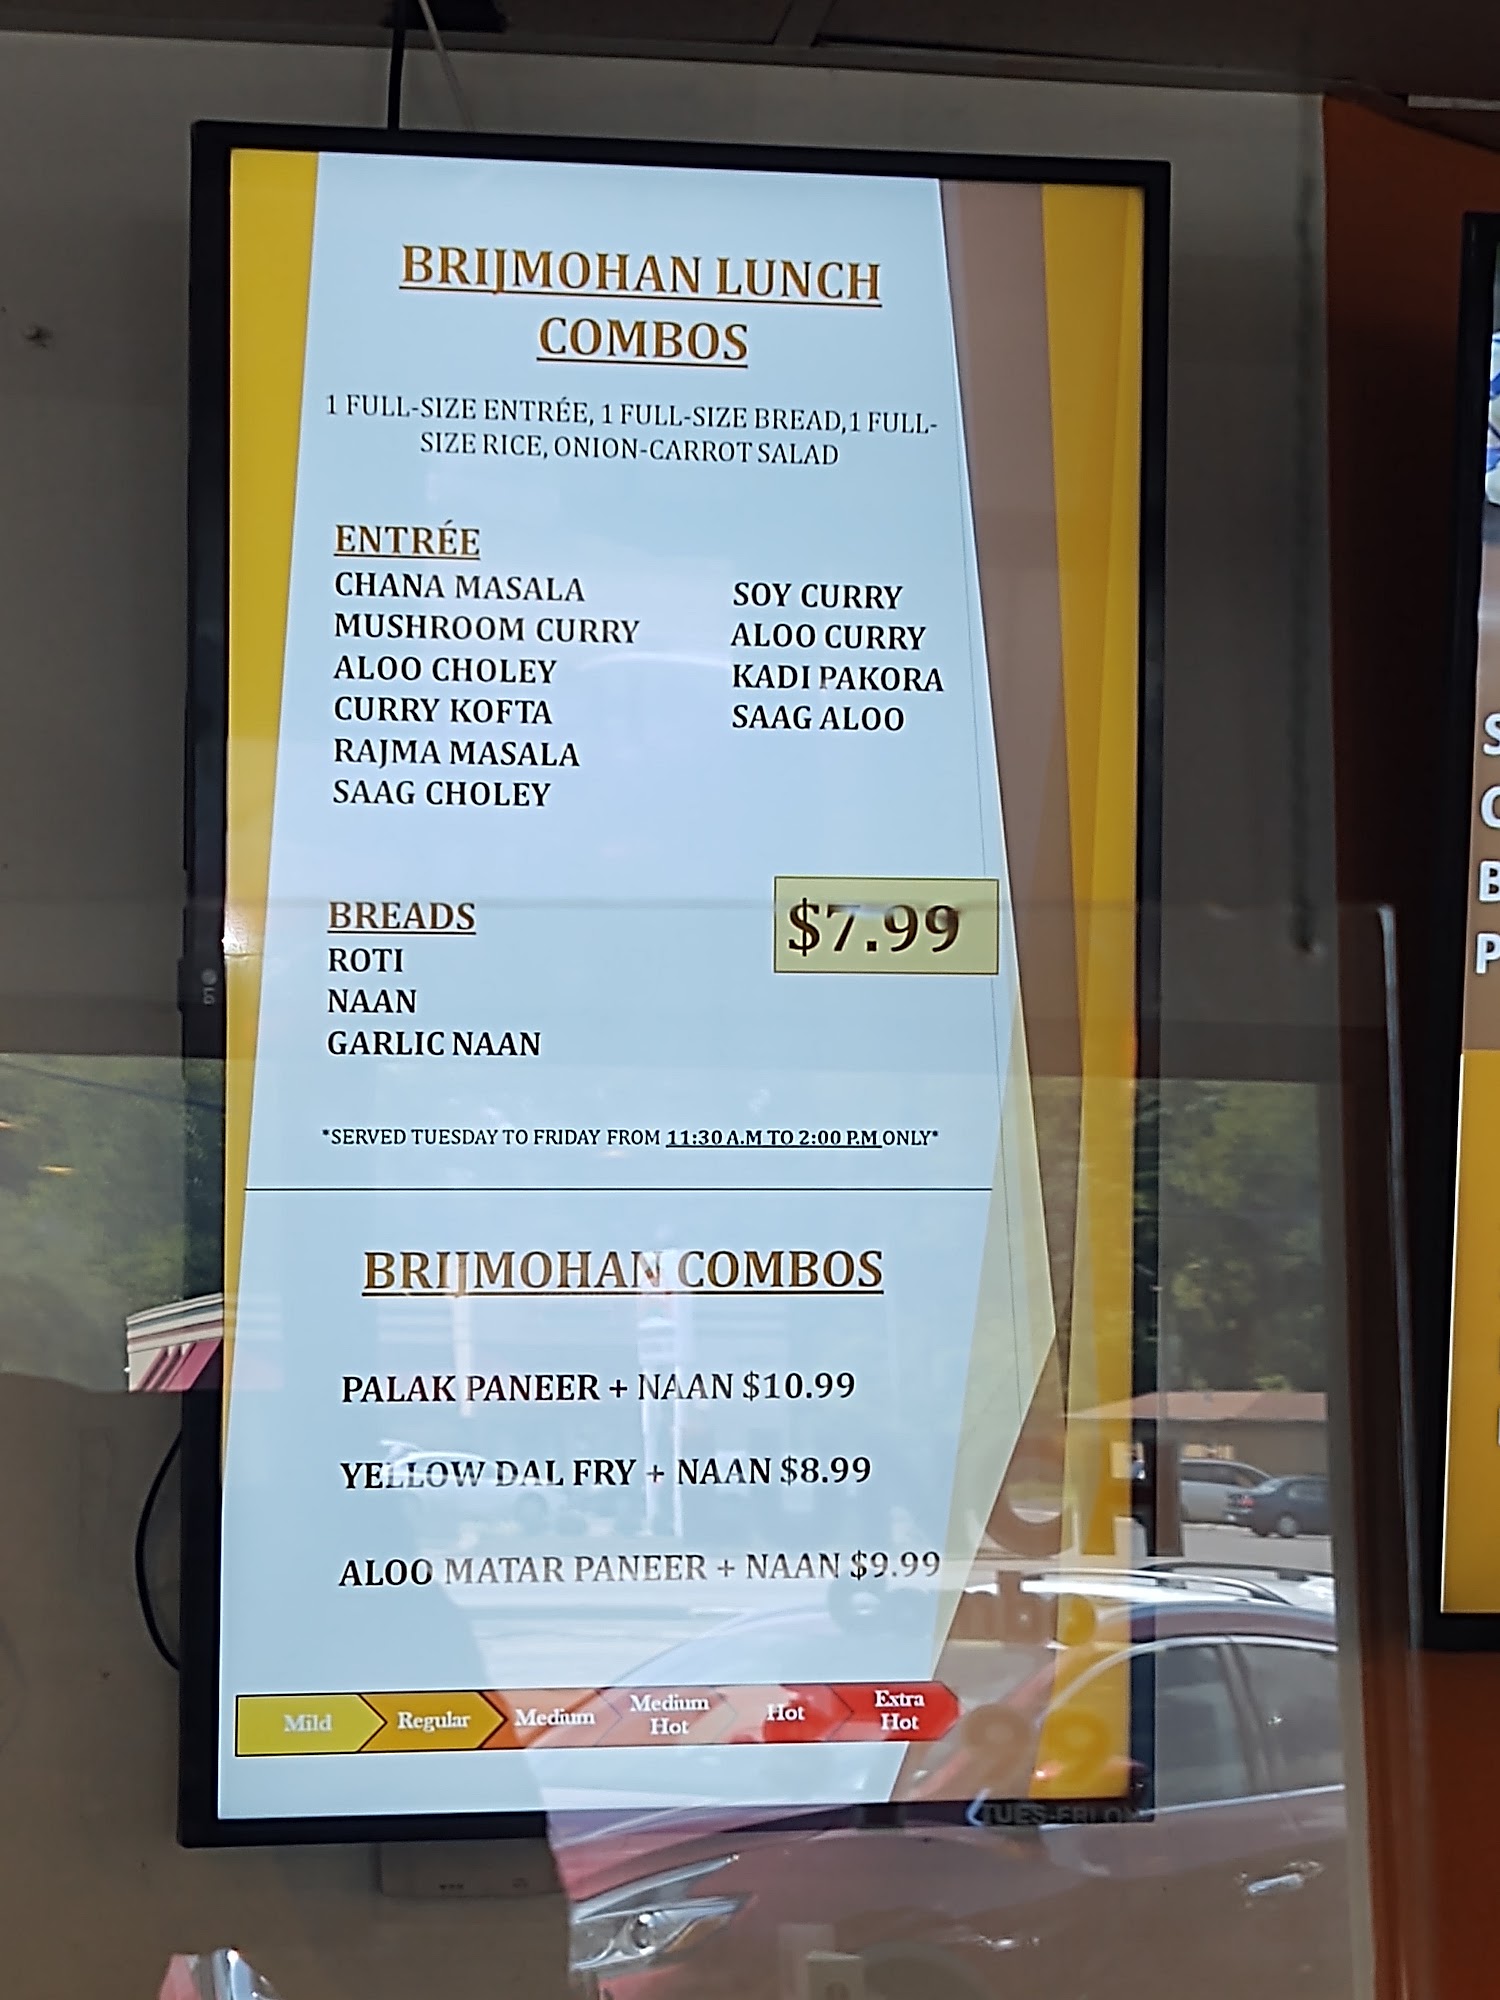 BRIJMOHAN LUNCH
COMBOS
1 FULL-SIZE ENTRÉE, 1 FULL-SIZE BREAD,1 FULL-
SIZE RICE, ONION-CARROT SALAD
ENTRÉE
CHANA MASALA
MUSHROOM CURRY
ALOO CHOLEY
CURRY KOFTA
RAJMA MASALA
SAAG CHOLEY
SOY CURRY
ALOO CURRY
KADI PAKORA
SAAG ALOO
BREADS
ROTI
NAAN
GARLIC NAAN
$7.99
*SERVED TUESDAY TO FRIDAY FROM 11:30 A.M TO 2:00 P.M ONLY*
BRIJMOHAN COMBOS
PALAK PANEER + NAAN $10.99
YELLOW DAL FRY + NAAN $8.99
ALOO MATAR PANEER + NAAN $9.99
Mild
Regular
Medium
Medium
Hot
Hot
Extra
Hot
LG